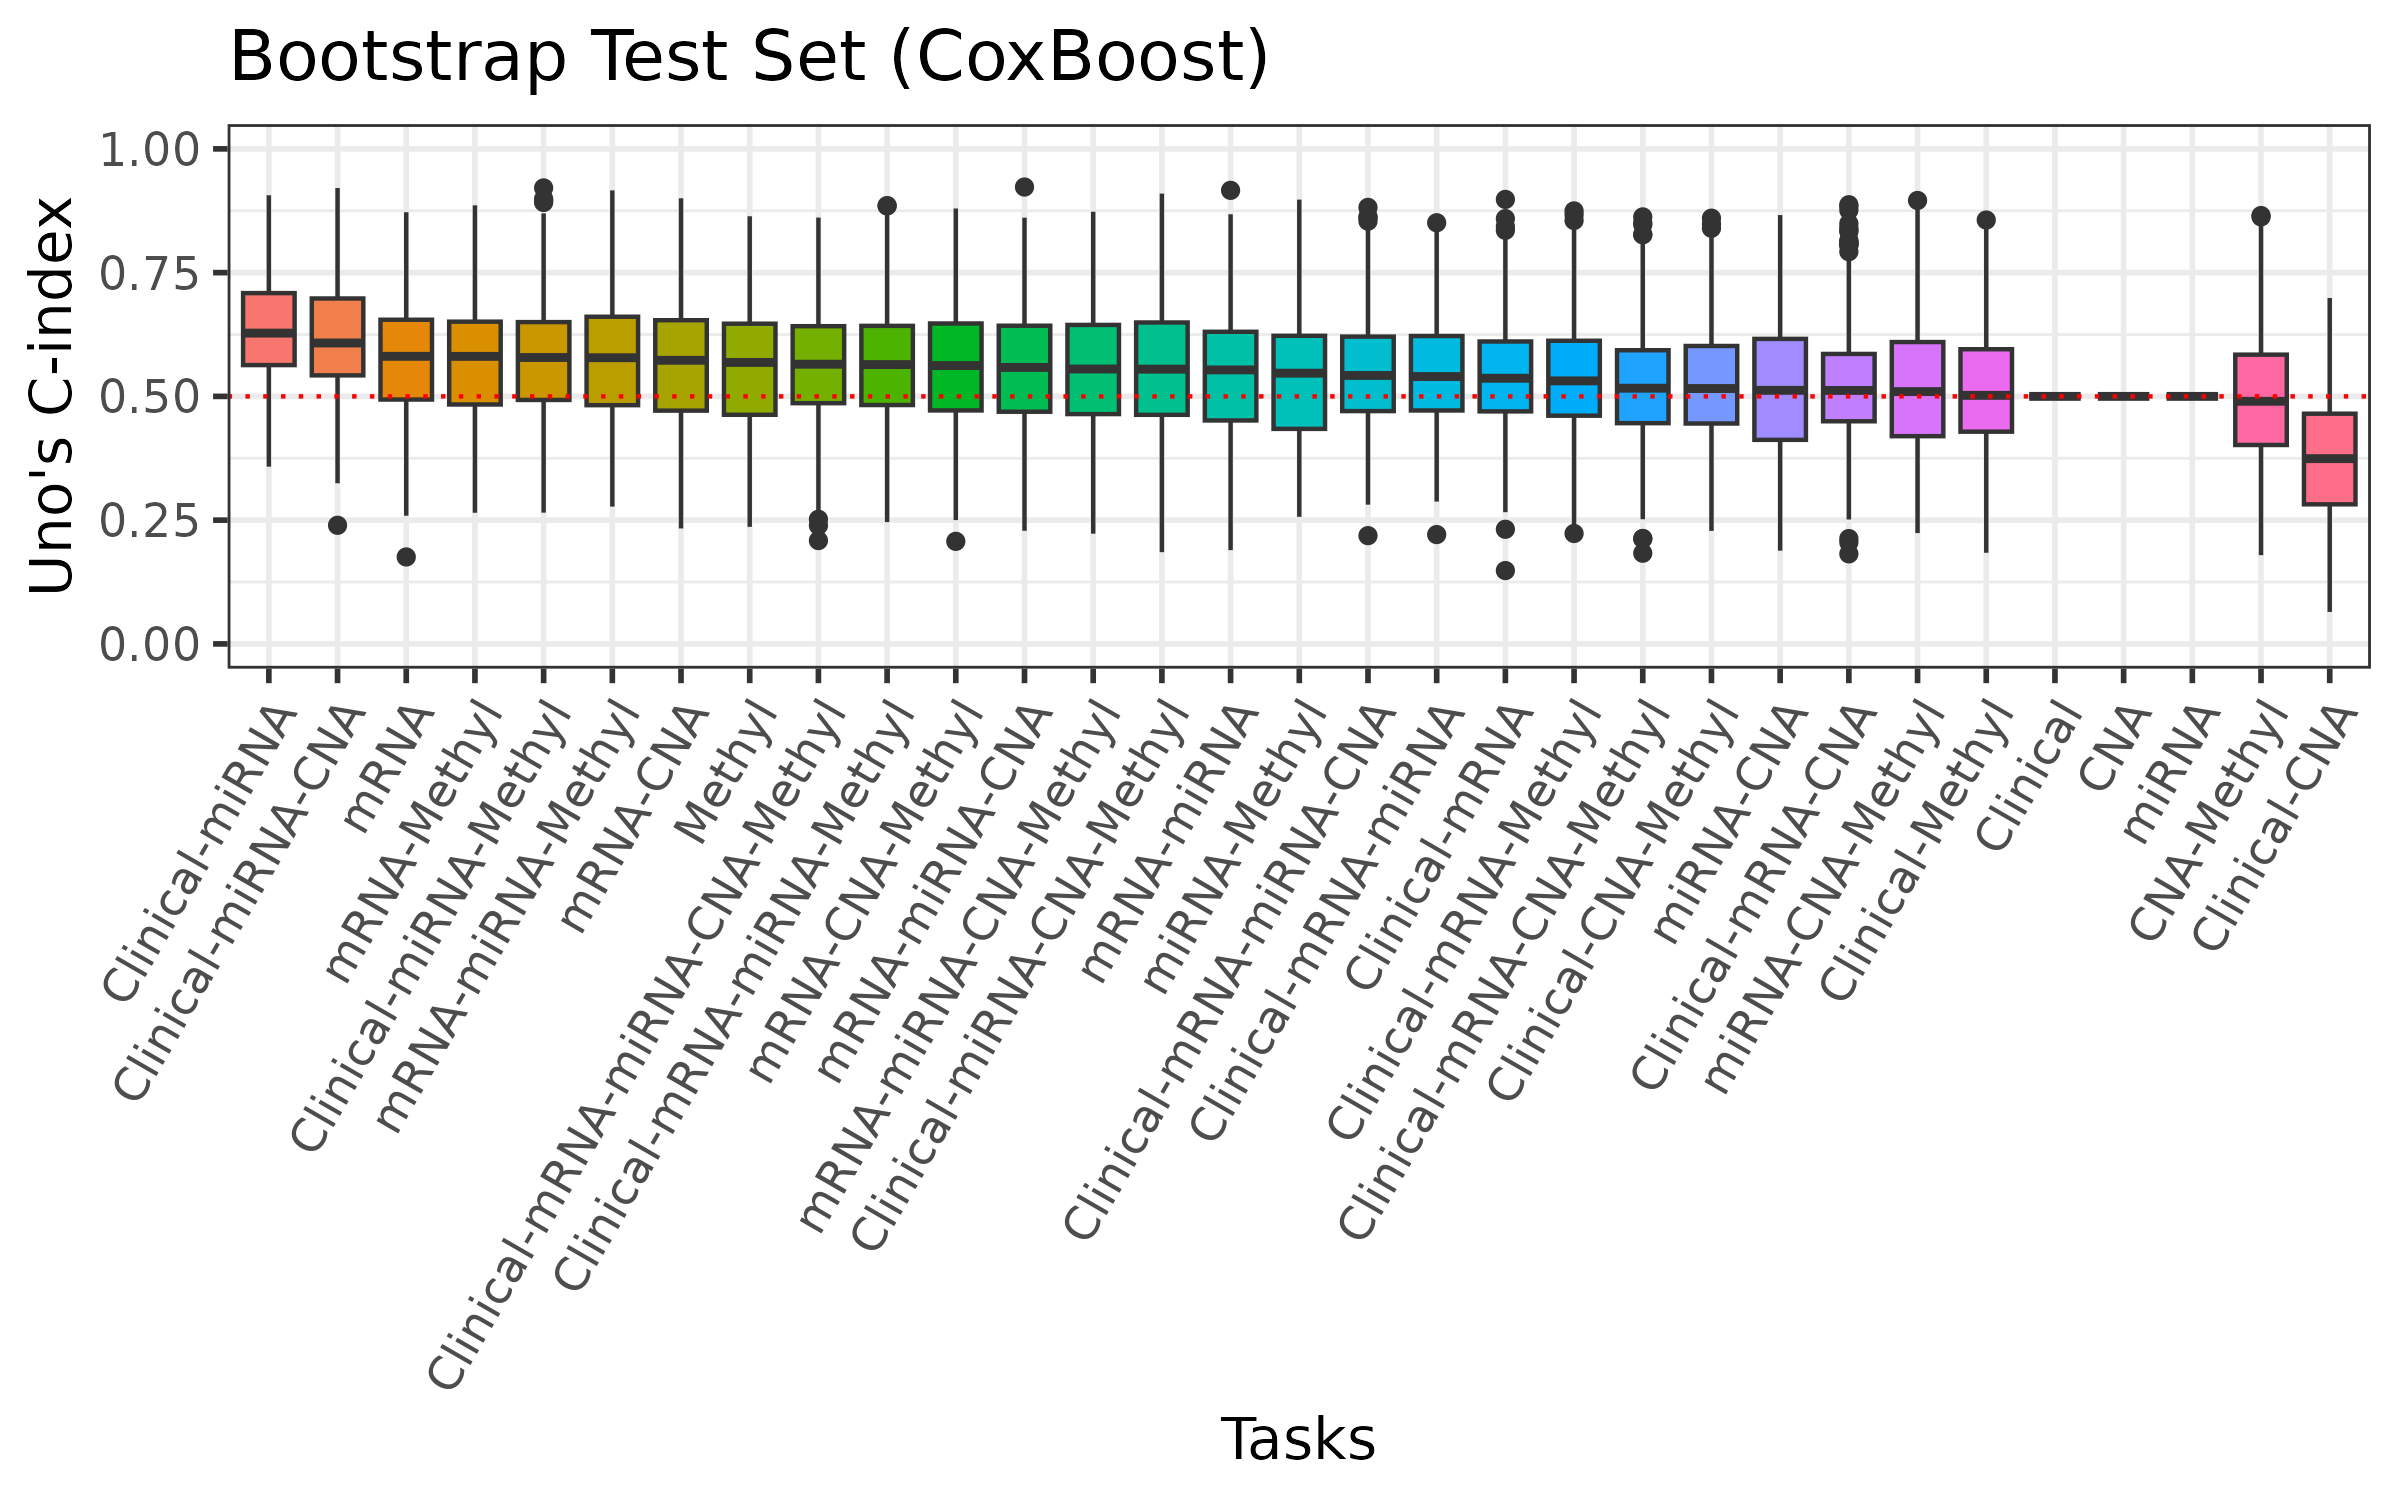 Bootstrap Test Set (CoxBoost)
Uno's C-index
1.00
0.75
0.50
0.25
0.00
Clinical-miRNA
Clinical-miRNA-CNA
mRNA
mRNA-Methyl
Clinical-miRNA-Methyl
mRNA-miRNA-Methyl
mRNA-CNA
Methyl
Clinical-mRNA-miRNA-CNA-Methyl
Clinical-mRNA-miRNA-Methyl
mRNA-CNA-Methyl
mRNA-miRNA-CNA
mRNA-miRNA-CNA-Methyl
Clinical-miRNA-CNA-Methyl
mRNA-miRNA
miRNA-Methyl
Clinical-mRNA-miRNA-CNA
Clinical-mRNA-miRNA
Clinical-mRNA
Clinical-mRNA-Methyl
Clinical-mRNA-CNA-Methyl
Clinical-CNA-Methyl
miRNA-CNA
Clinical-mRNA-CNA
miRNA-CNA-Methyl
Clinical-Methyl
Clinical
CNA
miRNA
CNA-Methyl
Clinical-CNA
Tasks